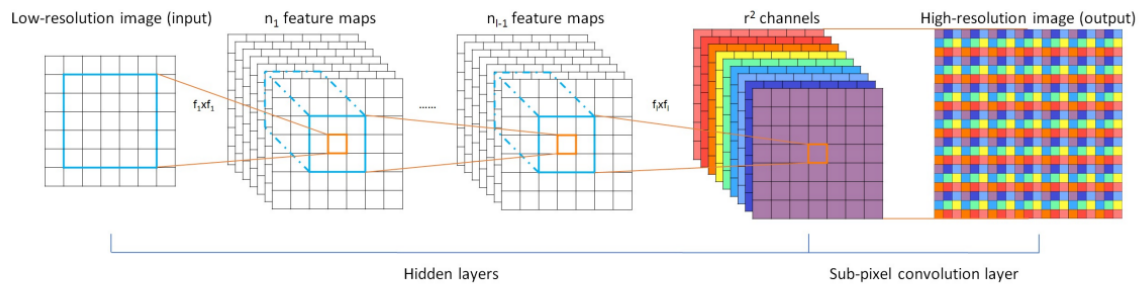 Low-resolution image (input)
n₁ feature maps
nₗ₋₁ feature maps
r² channels
High-resolution image (output)
f₁xf₁
......
fₗxfₗ
Hidden layers
Sub-pixel convolution layer